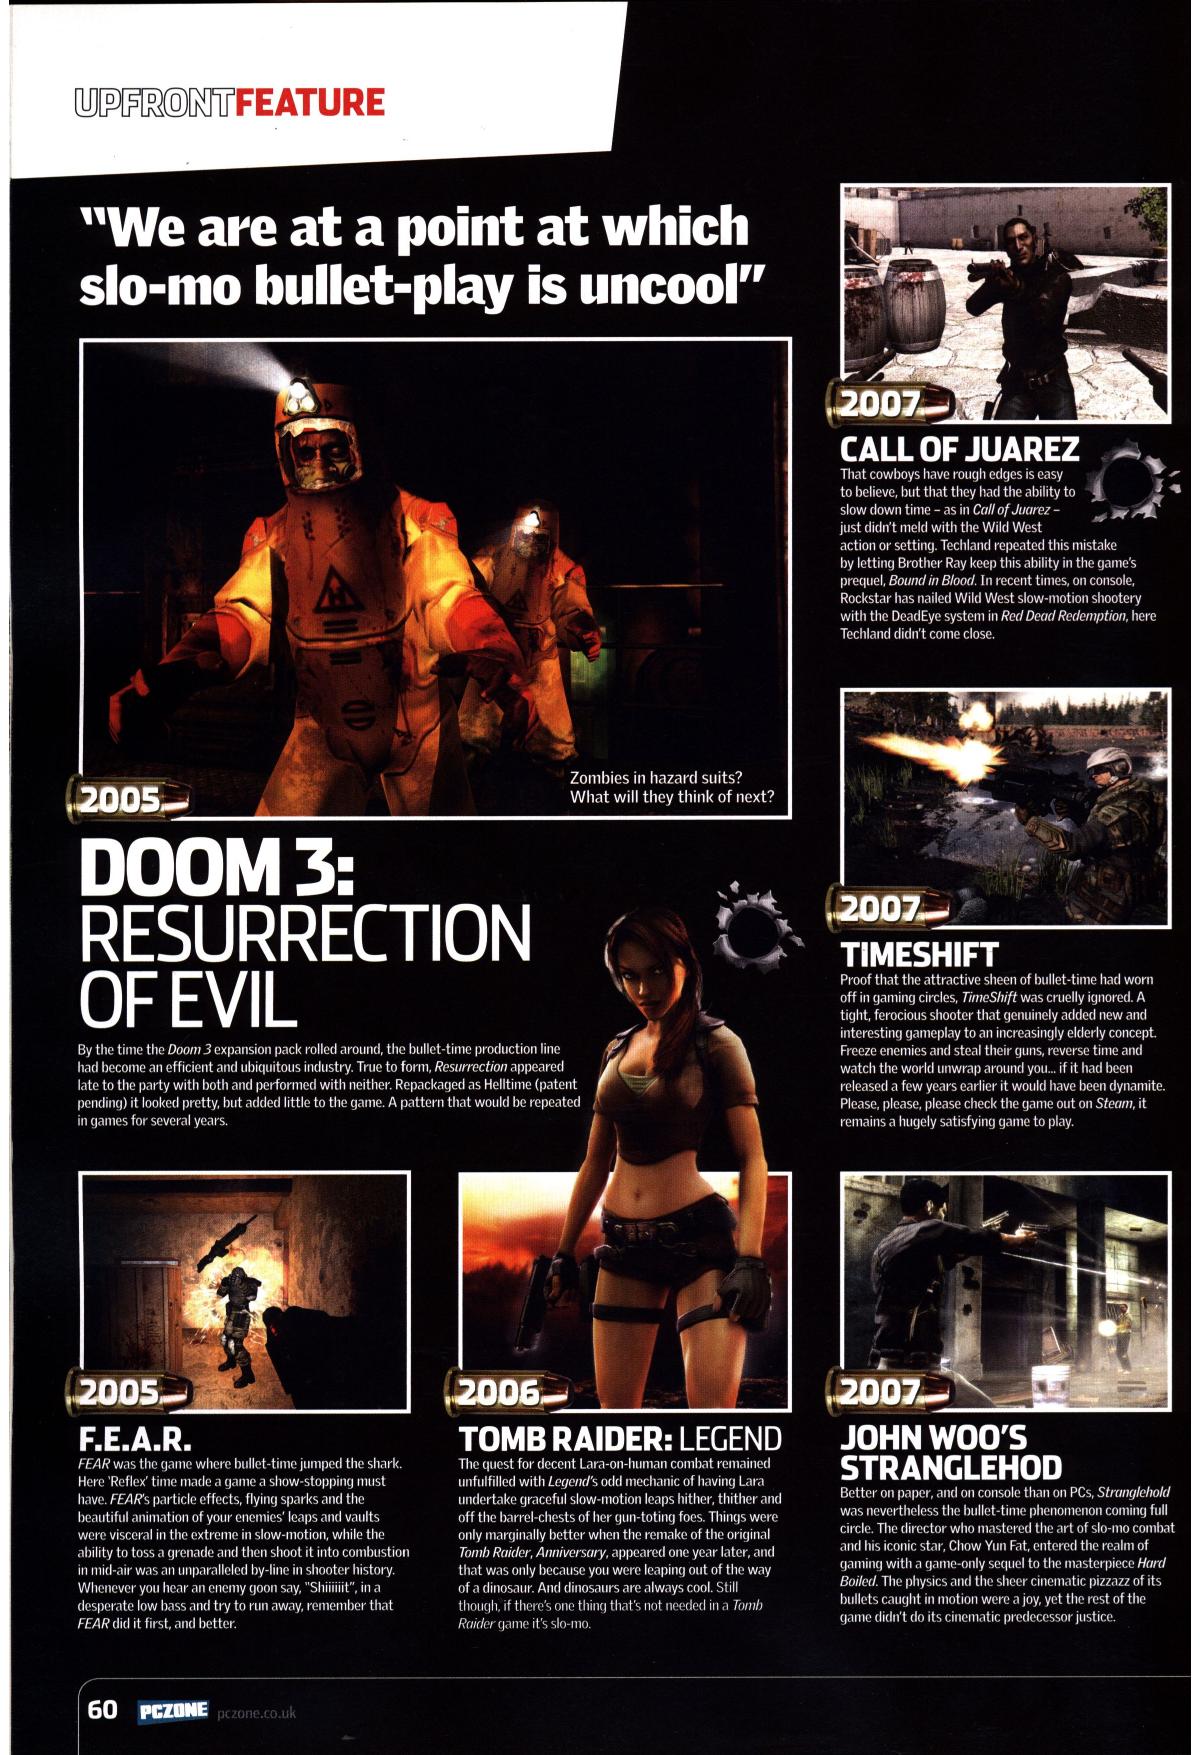 UPFRONTFEATURE
"We are at a point at which
slo-mo bullet-play is uncool"
Zombies in hazard suits?
What will they think of next?
2005
DOOM 3:
RESURRECTION
OF EVIL
By the time the Doom 3 expansion pack rolled around, the bullet-time production line
had become an efficient and ubiquitous industry. True to form, Resurrection appeared
late to the party with both and performed with neither. Repackaged as Helltime (patent
pending) it looked pretty, but added little to the game. A pattern that would be repeated
in games for several years.
2005
F.E.A.R.
FEAR was the game where bullet-time jumped the shark.
Here 'Reflex' time made a game a show-stopping must
have. FEAR's particle effects, flying sparks and the
beautiful animation of your enemies' leaps and vaults
were visceral in the extreme in slow-motion, while the
ability to toss a grenade and then shoot it into combustion
in mid-air was an unparalleled by-line in shooter history.
Whenever you hear an enemy goon say, "Shiiiiiit", in a
desperate low bass and try to run away, remember that
FEAR did it first, and better.
2006
TOMB RAIDER: LEGEND
The quest for decent Lara-on-human combat remained
unfulfilled with Legend's odd mechanic of having Lara
undertake graceful slow-motion leaps hither, thither and
off the barrel-chests of her gun-toting foes. Things were
only marginally better when the remake of the original
Tomb Raider, Anniversary, appeared one year later, and
that was only because you were leaping out of the way
of a dinosaur. And dinosaurs are always cool. Still
though, if there's one thing that's not needed in a Tomb
Raider game it's slo-mo.
2007
CALL OF JUAREZ
That cowboys have rough edges is easy
to believe, but that they had the ability to
slow down time – as in Call of Juarez –
just didn't meld with the Wild West
action or setting. Techland repeated this mistake
by letting Brother Ray keep this ability in the game's
prequel, Bound in Blood. In recent times, on console,
Rockstar has nailed Wild West slow-motion shootery
with the DeadEye system in Red Dead Redemption, here
Techland didn't come close.
2007
TIMESHIFT
Proof that the attractive sheen of bullet-time had worn
off in gaming circles, TimeShift was cruelly ignored. A
tight, ferocious shooter that genuinely added new and
interesting gameplay to an increasingly elderly concept.
Freeze enemies and steal their guns, reverse time and
watch the world unwrap around you... if it had been
released a few years earlier it would have been dynamite.
Please, please, please check the game out on Steam, it
remains a hugely satisfying game to play.
2007
JOHN WOO'S
STRANGLEHOD
Better on paper, and on console than on PCs, Stranglehold
was nevertheless the bullet-time phenomenon coming full
circle. The director who mastered the art of slo-mo combat
and his iconic star, Chow Yun Fat, entered the realm of
gaming with a game-only sequel to the masterpiece Hard
Boiled. The physics and the sheer cinematic pizzazz of its
bullets caught in motion were a joy, yet the rest of the
game didn't do its cinematic predecessor justice.
60 PCZONE pczone.co.uk